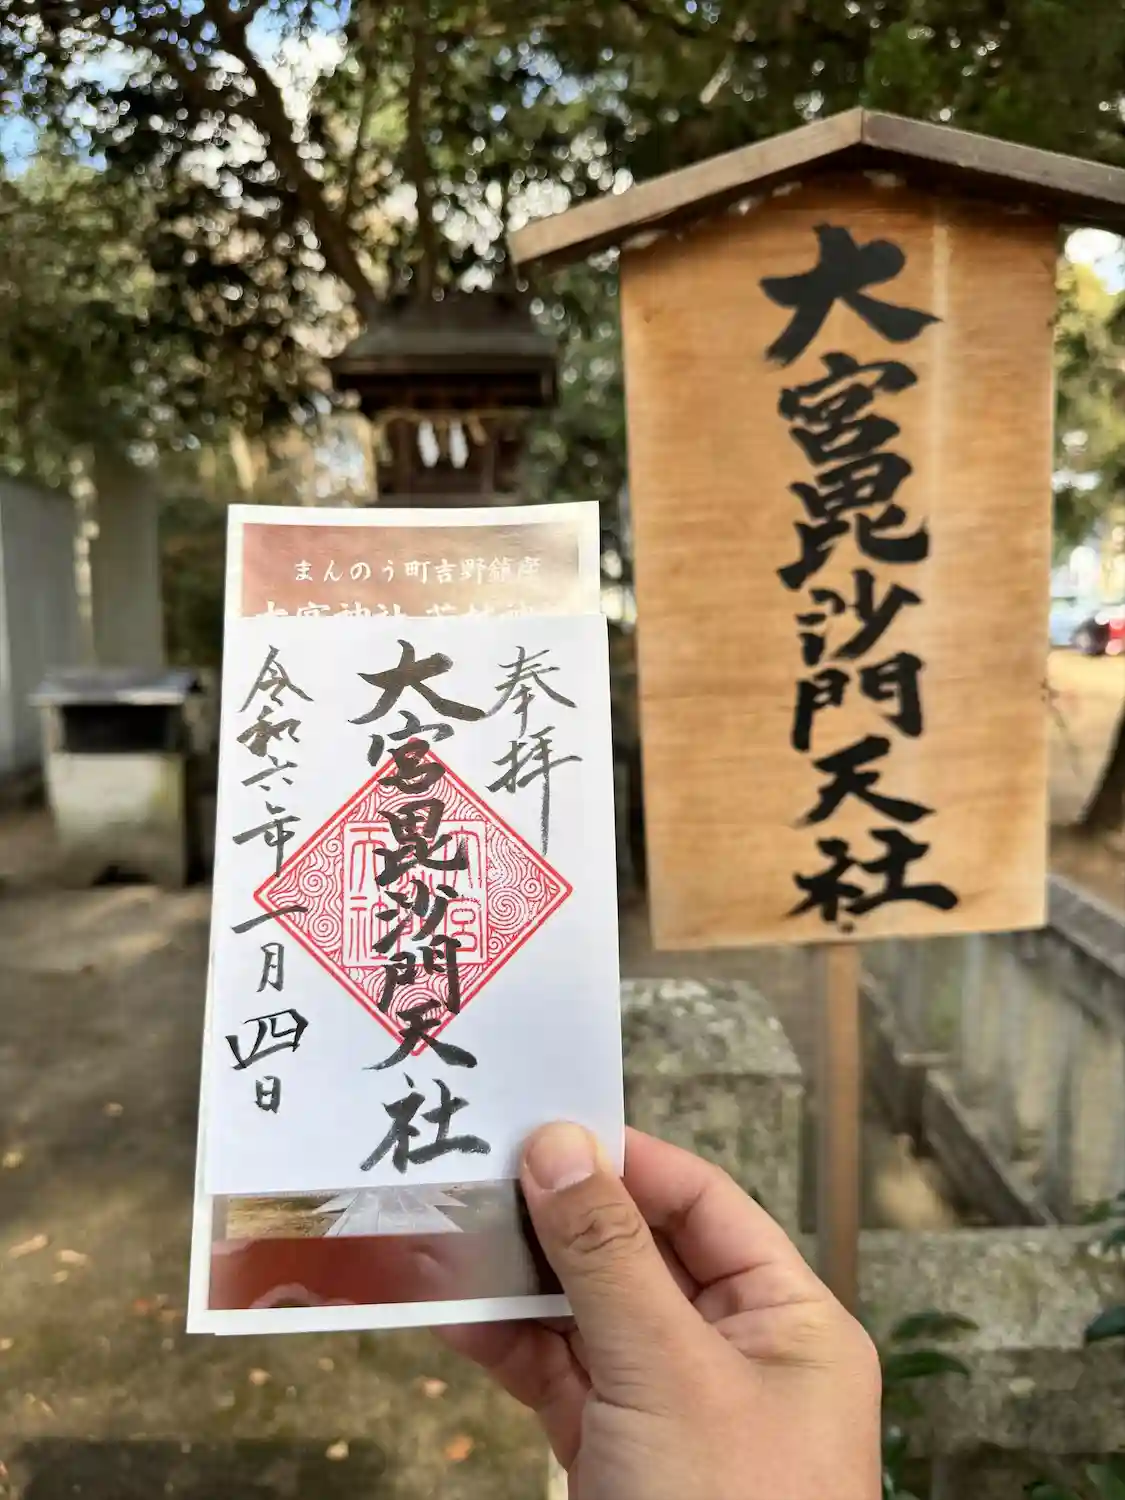 大宮毘沙門天社
まんのう町吉野鎮座
奉拝
大宮毘沙門天社
令和六年一月四日